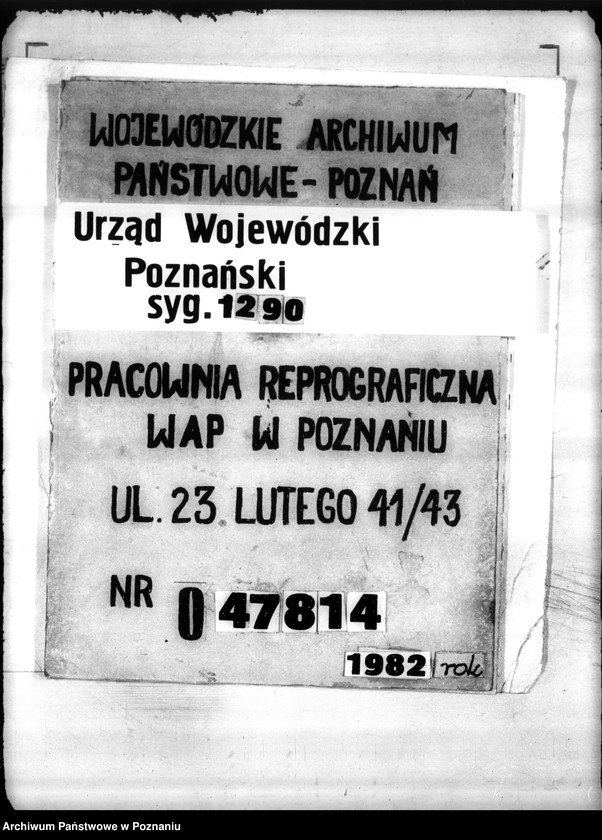 WOJEWÓDZKIE ARCHIWUM
PAŃSTWOWE - POZNAŃ
Urząd Wojewódzki
Poznański
syg. 1290
PRACOWNIA REPROGRAFICZNA
WAP W POZNANIU
UL. 23 LUTEGO 41/43
NR 0 47814
1982 rok
Archiwum Państwowe w Poznaniu